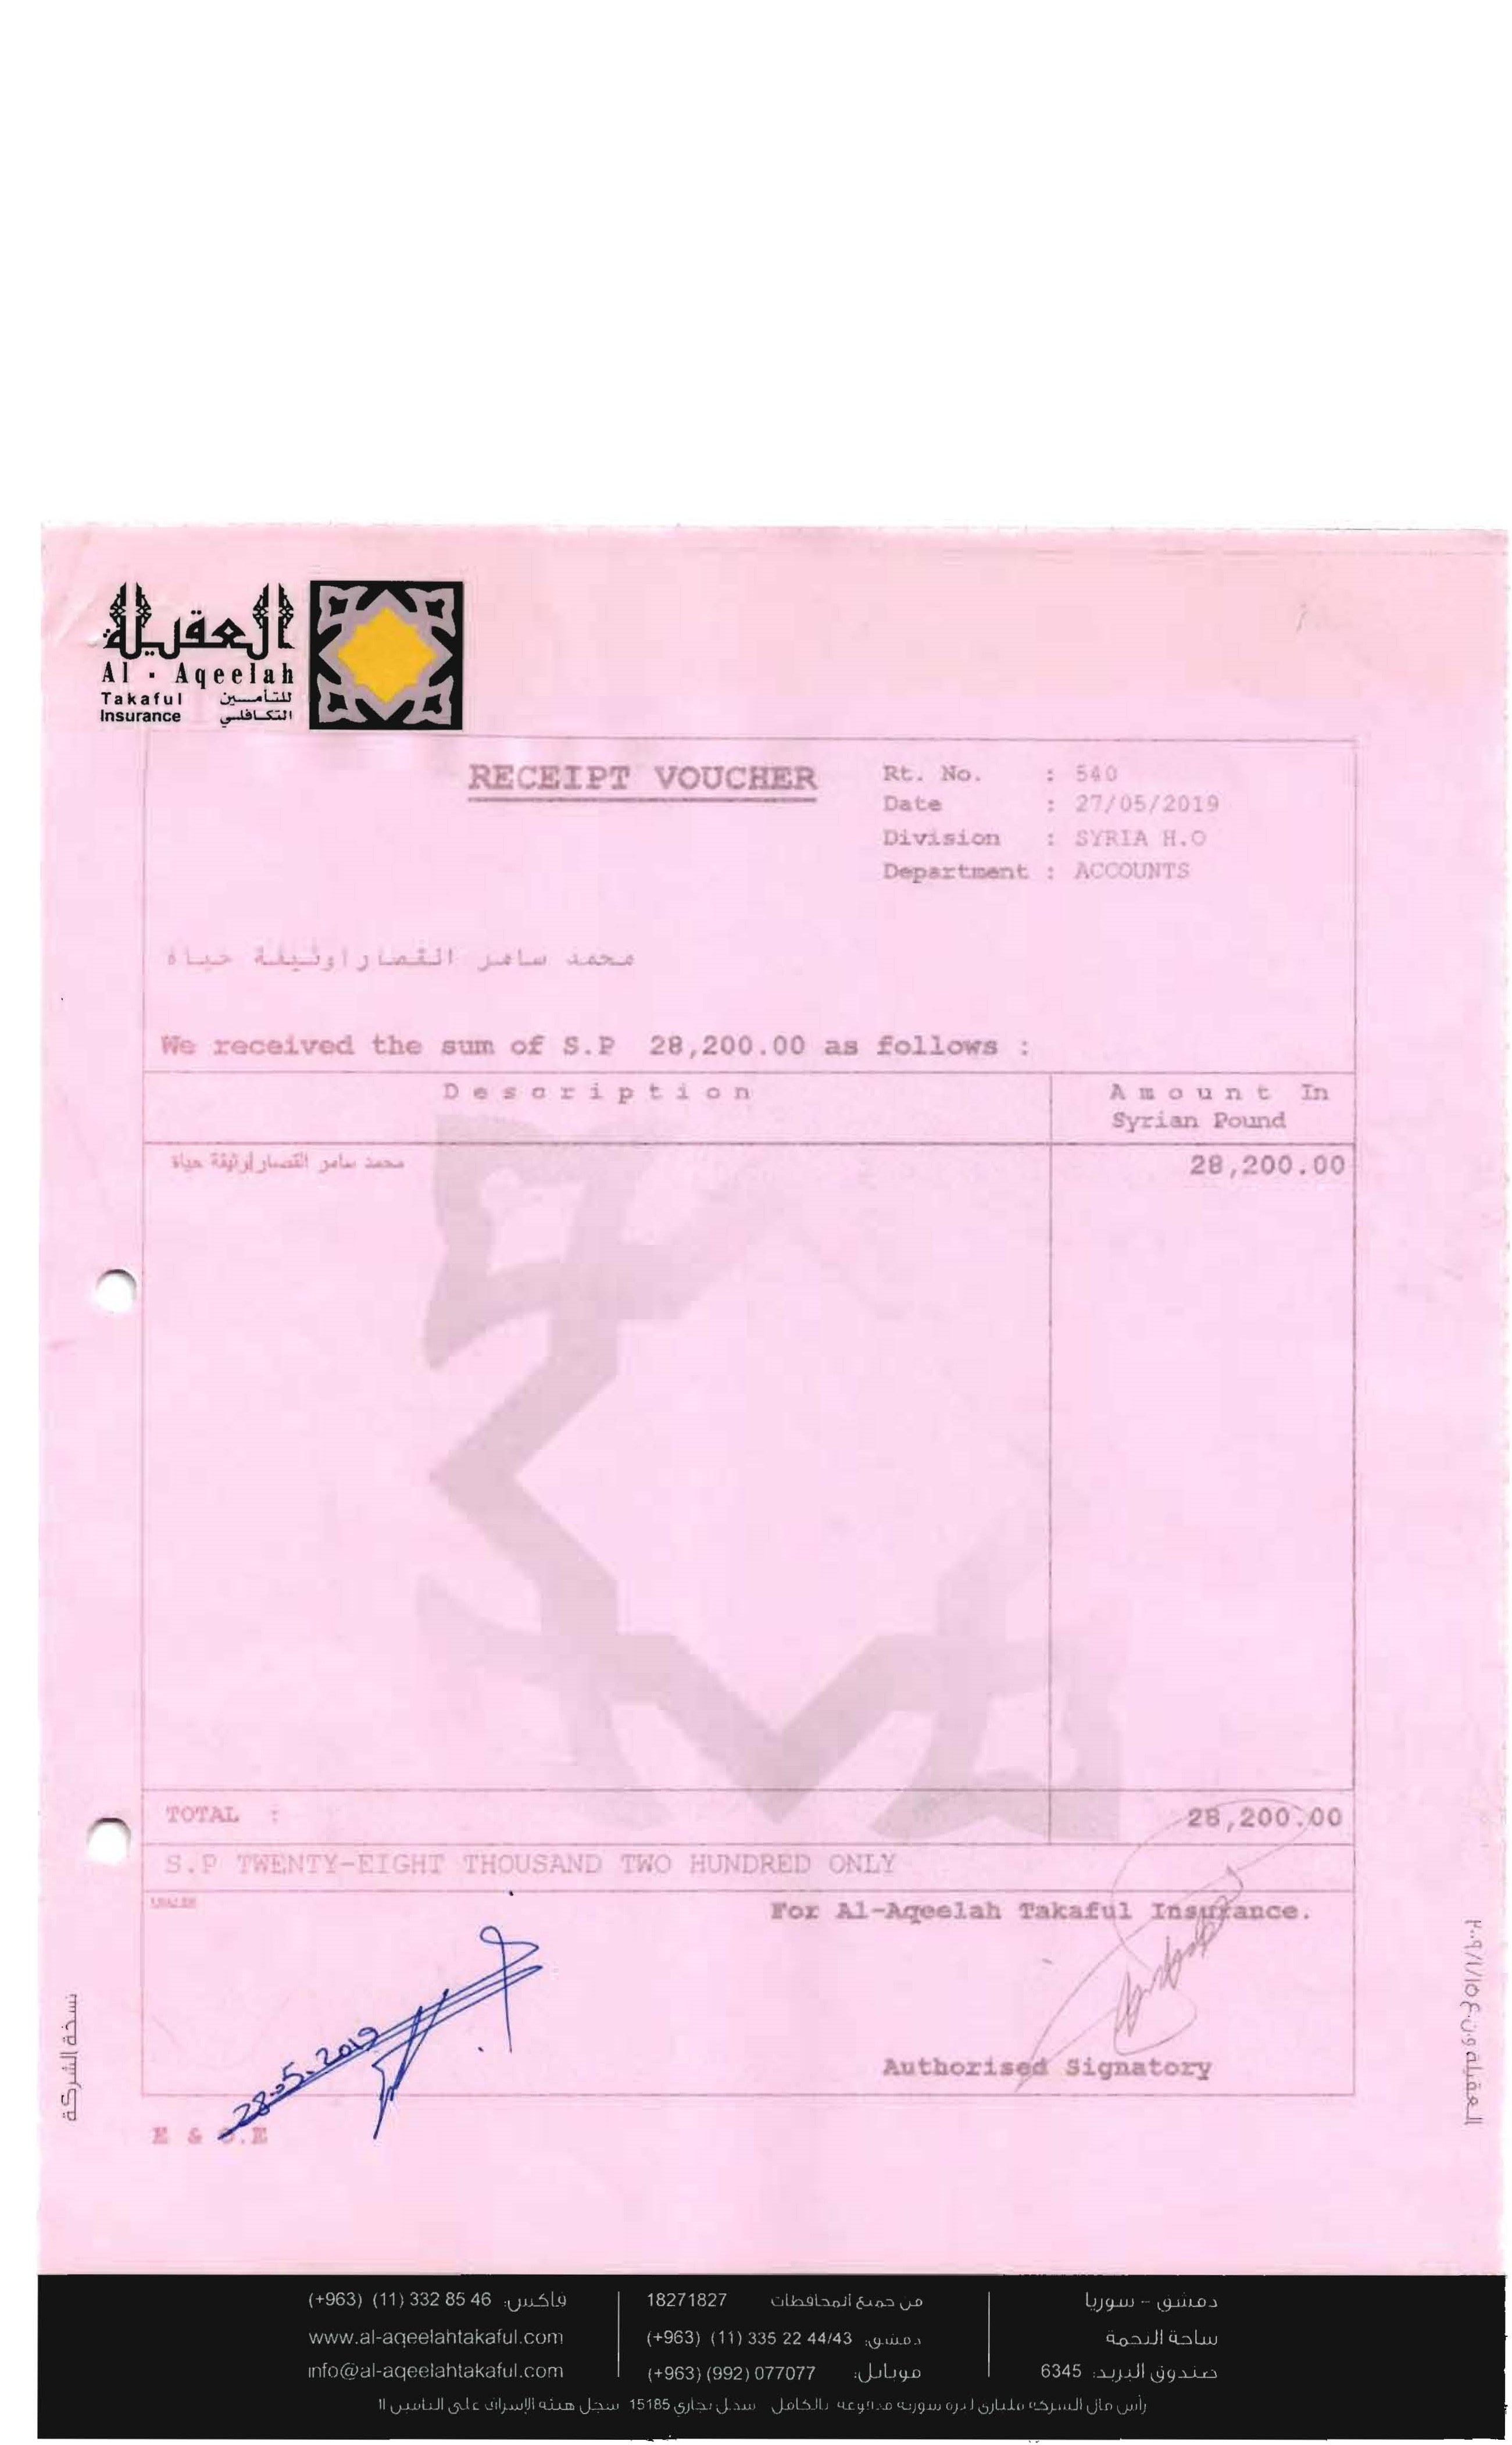 العقيلة
Al - Aqeelah
Takaful للتأمين
Insurance التكافلي
RECEIPT VOUCHER
Rt. No. : 540
Date : 27/05/2019
Division : SYRIA H.O
Department : ACCOUNTS
محمد سامر القصار/وثيقة حياة
We received the sum of S.P 28,200.00 as follows :
Description
Amount In
Syrian Pound
محمد سامر القصار/وثيقة حياة 28,200.00
TOTAL : 28,200.00
S.P TWENTY-EIGHT THOUSAND TWO HUNDRED ONLY
For Al-Aqeelah Takaful Insurance.
28.05.2019
Authorised Signatory
E & O.E
نسخة الشركة
العقيلة و.ن.ع ٢٠٠٩/١/١٥
دمشق - سوريا
ساحة النجمة
صندوق البريد: 6345
من جميع المحافظات 18271827
دمشق: (+963) (11) 335 22 44/43
موبايل: (+963) (992) 077077
فاكس: (+963) (11) 332 85 46
www.al-aqeelahtakaful.com
info@al-aqeelahtakaful.com
رأس مال الشركة ملياري ليرة سورية مدفوعة بالكامل سجل تجاري 15185 سجل هيئة الإشراف على التأمين 11